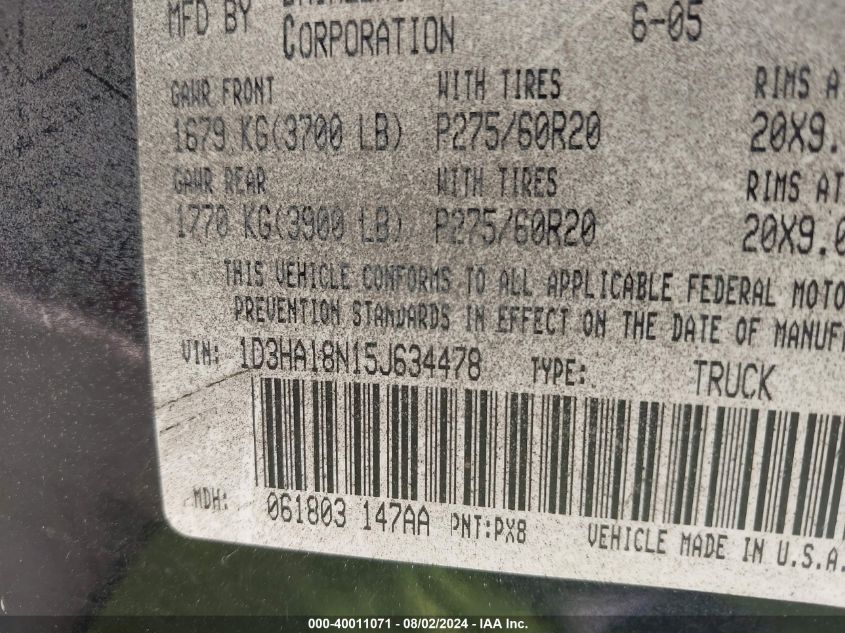 MFD BY
CORPORATION 6-05
GAWR FRONT WITH TIRES RIMS A
1679 KG(3700 LB) P275/60R20 20X9.
GAWR REAR WITH TIRES RIMS AT
1770 KG(3900 LB) P275/60R20 20X9.0
THIS VEHICLE CONFORMS TO ALL APPLICABLE FEDERAL MOTO
PREVENTION STANDARDS IN EFFECT ON THE DATE OF MANUF
VIN: 1D3HA18N15J634478 TYPE: TRUCK
MDH: 061803 147AA PNT:PX8 VEHICLE MADE IN U.S.A.
000-40011071 - 08/02/2024 - IAA Inc.